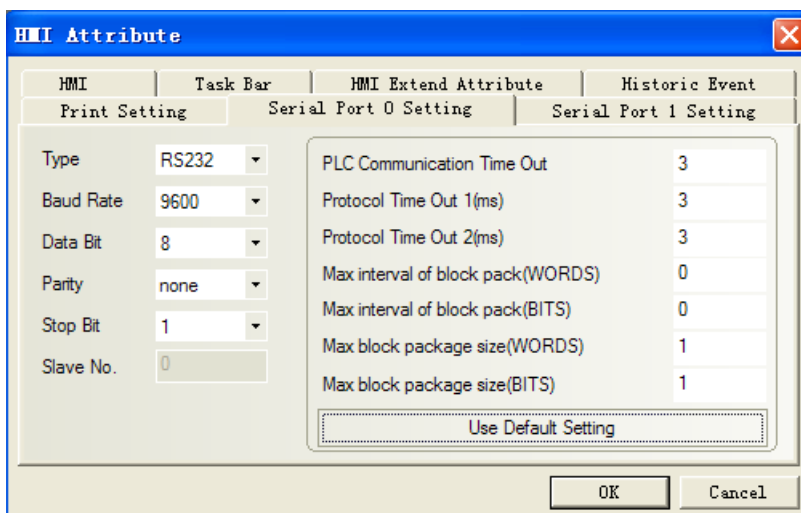 HMI Attribute
HMI Task Bar HMI Extend Attribute Historic Event
Print Setting Serial Port 0 Setting Serial Port 1 Setting
Type RS232
Baud Rate 9600
Data Bit 8
Parity none
Stop Bit 1
Slave No. 0
PLC Communication Time Out 3
Protocol Time Out 1(ms) 3
Protocol Time Out 2(ms) 3
Max interval of block pack(WORDS) 0
Max interval of block pack(BITS) 0
Max block package size(WORDS) 1
Max block package size(BITS) 1
Use Default Setting
OK Cancel